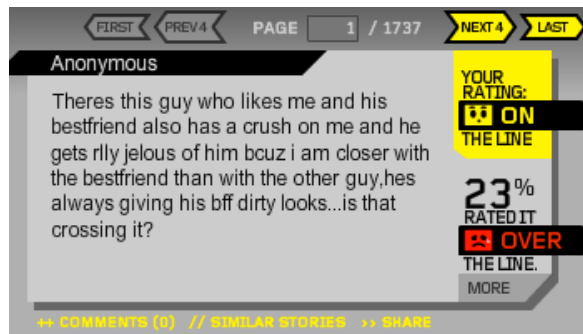 FIRST PREV 4 PAGE 1 / 1737 NEXT 4 LAST
Anonymous
Theres this guy who likes me and his
bestfriend also has a crush on me and he
gets rlly jelous of him bcuz i am closer with
the bestfriend than with the other guy,hes
always giving his bff dirty looks...is that
crossing it?
YOUR
RATING:
ON
THE LINE
23%
RATED IT
OVER
THE LINE.
MORE
++ COMMENTS (0) // SIMILAR STORIES >> SHARE